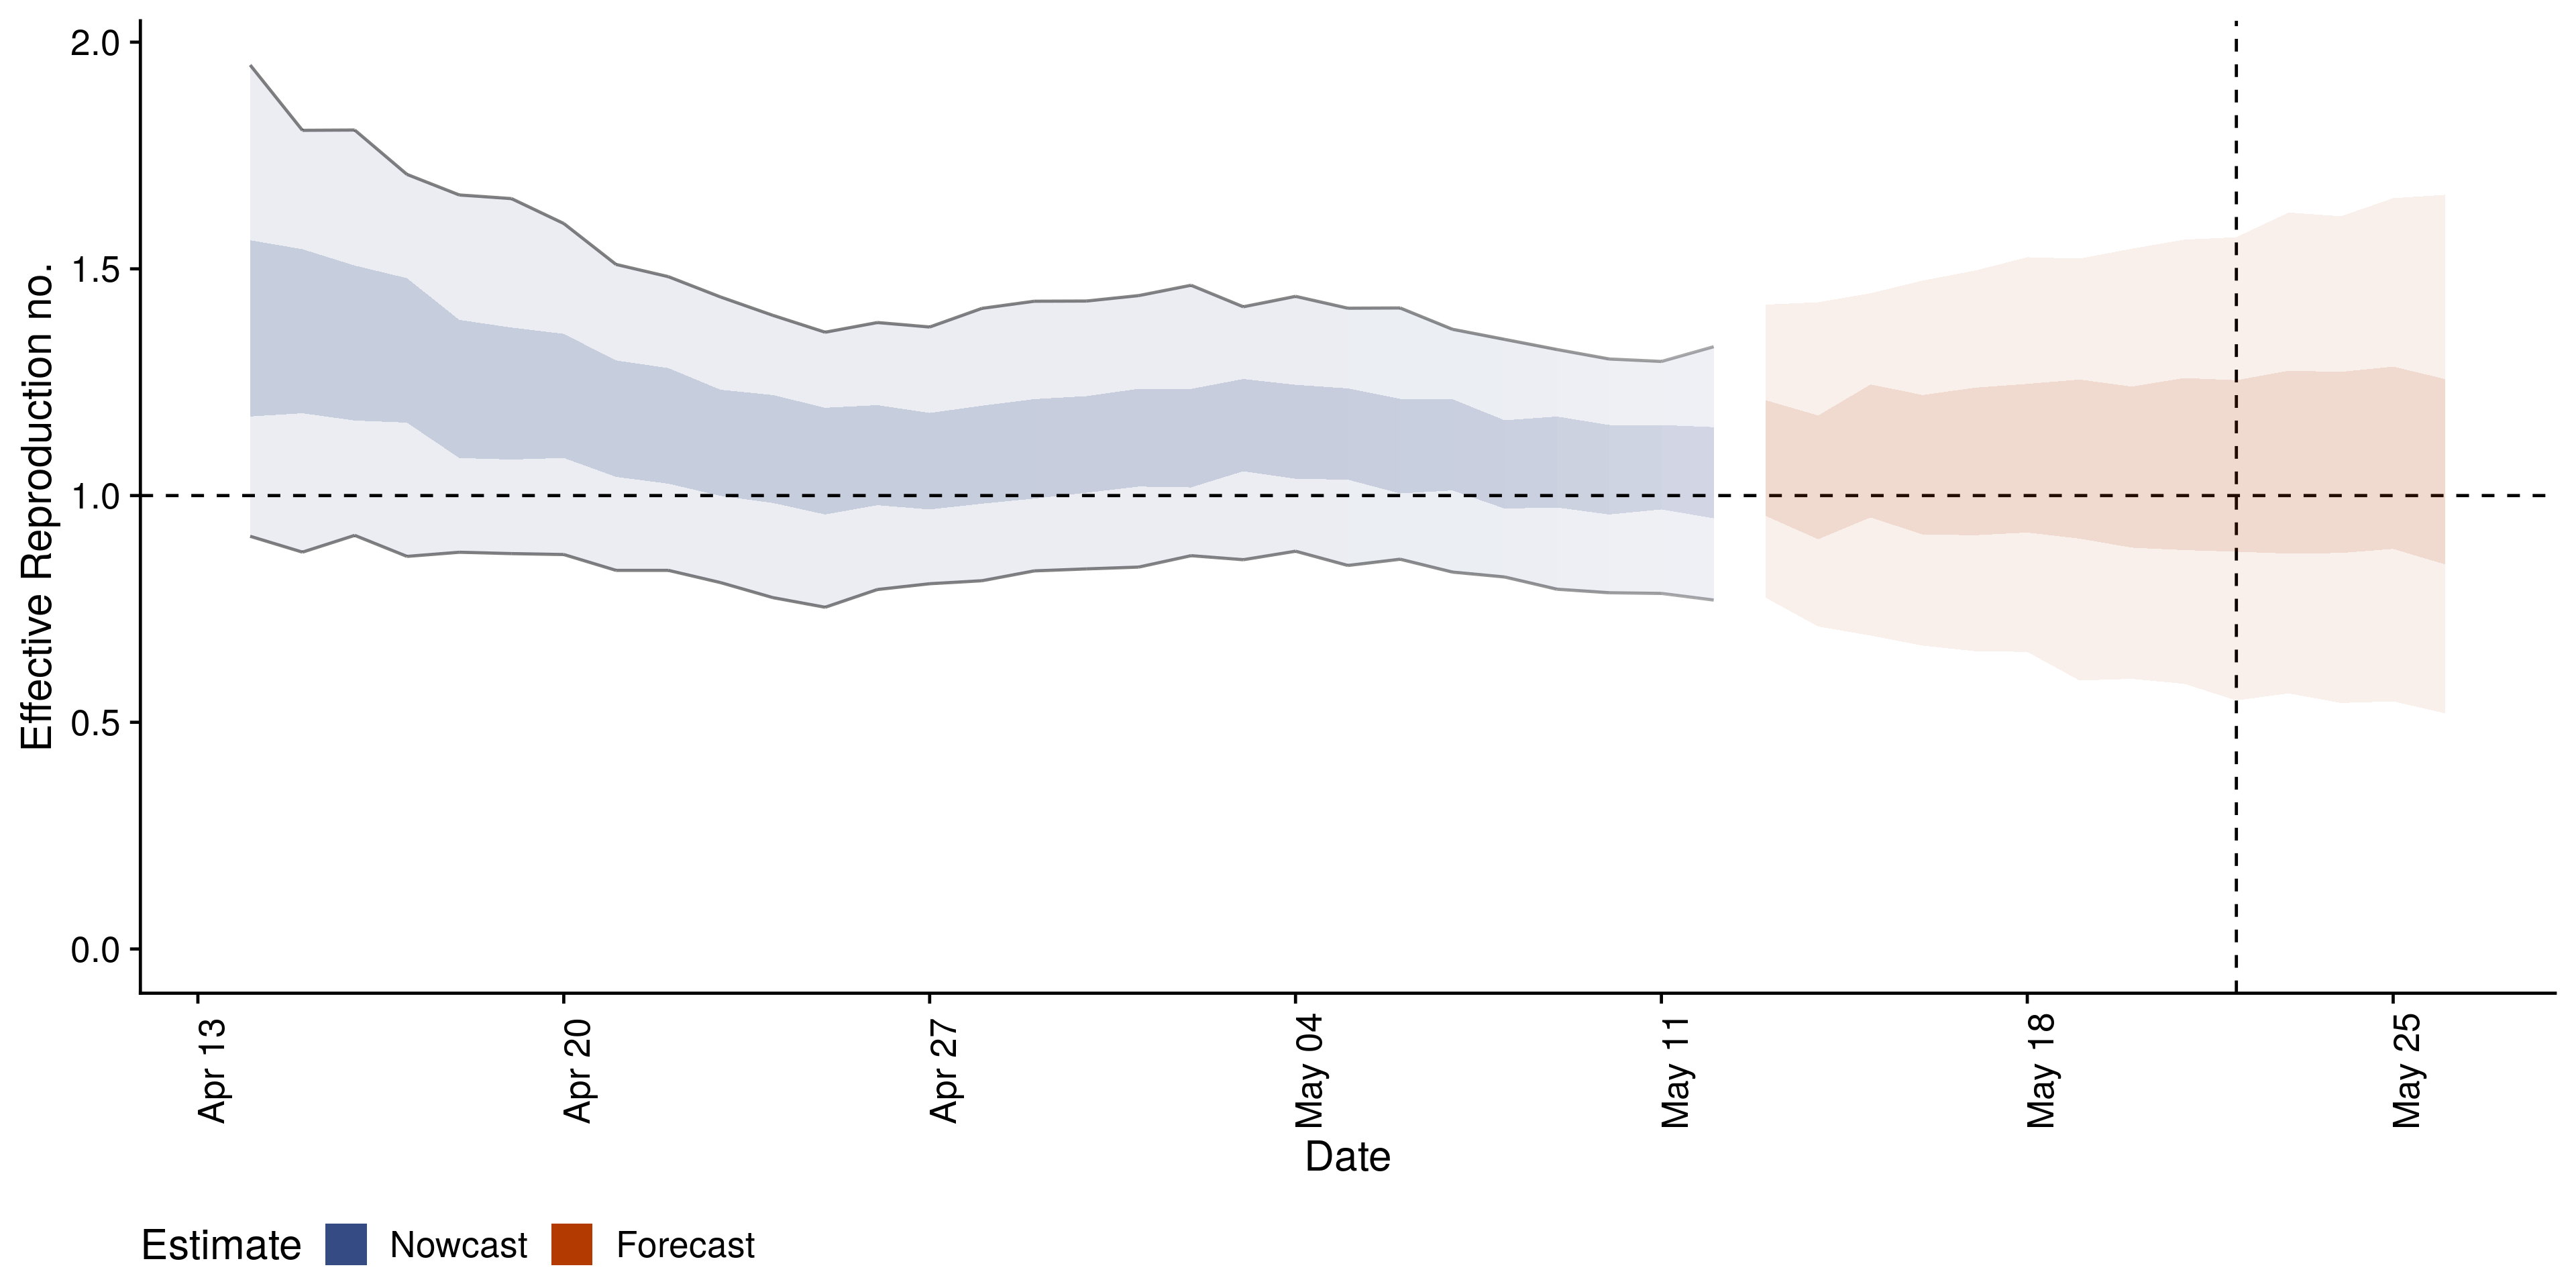 Effective Reproduction no.
2.0
1.5
1.0
0.5
0.0
Apr 13
Apr 20
Apr 27
May 04
May 11
May 18
May 25
Date
Estimate Nowcast Forecast